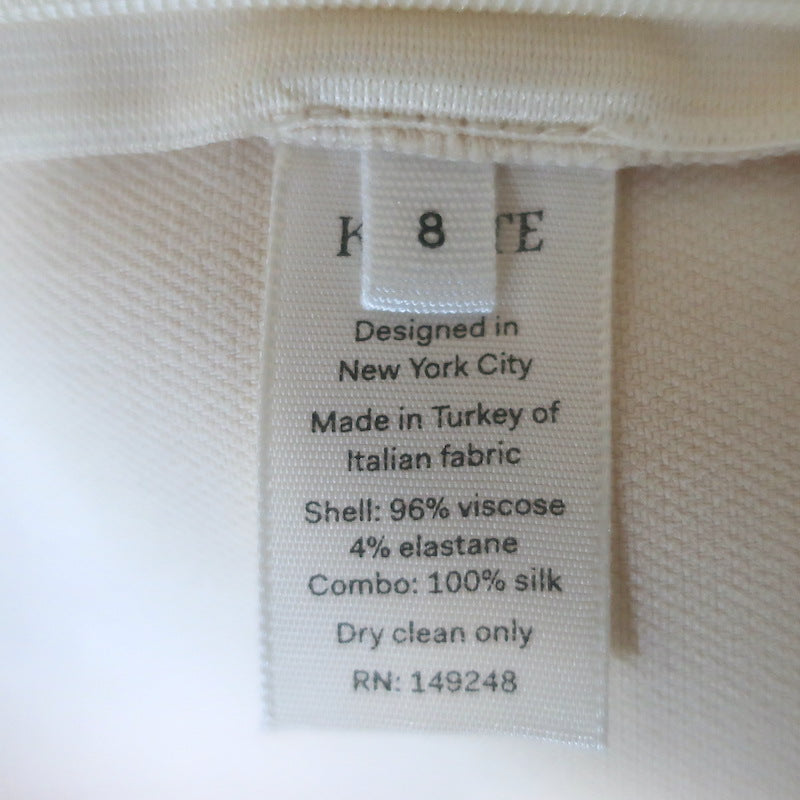 8
Designed in
New York City
Made in Turkey of
Italian fabric
Shell: 96% viscose
4% elastane
Combo: 100% silk
Dry clean only
RN: 149248